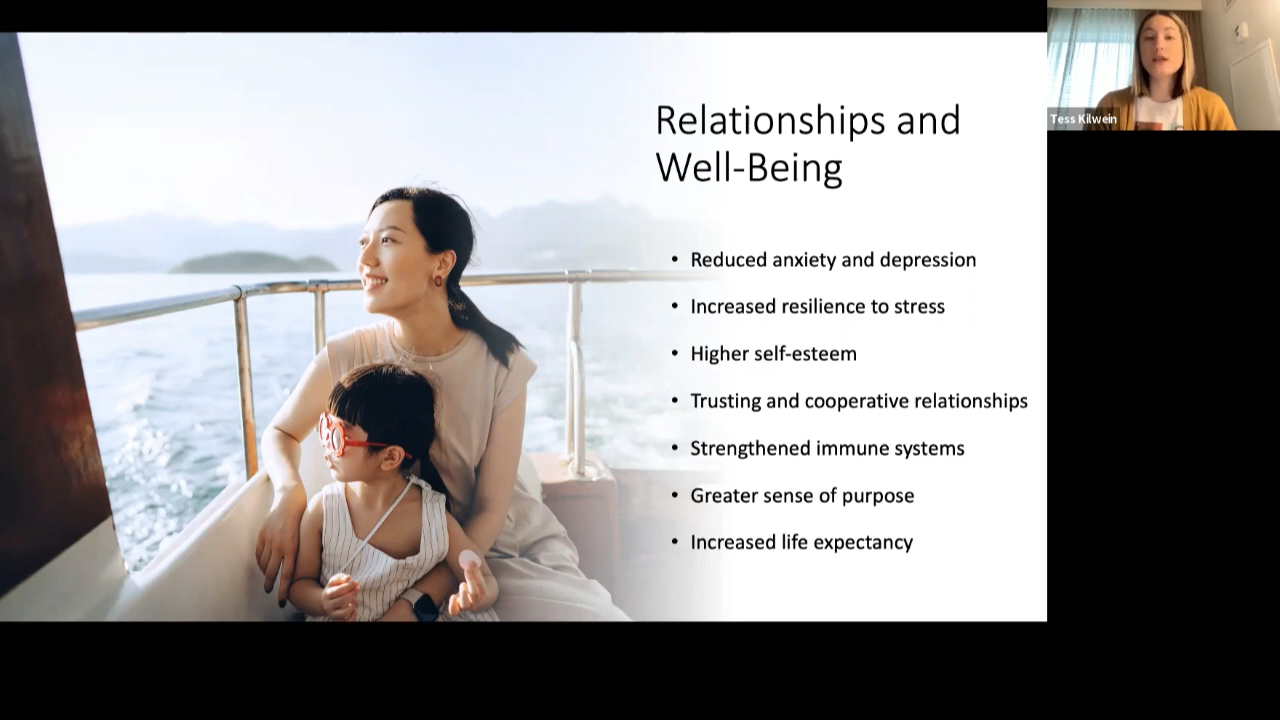 Relationships and
Well-Being
• Reduced anxiety and depression
• Increased resilience to stress
• Higher self-esteem
• Trusting and cooperative relationships
• Strengthened immune systems
• Greater sense of purpose
• Increased life expectancy
Tess Kilwein